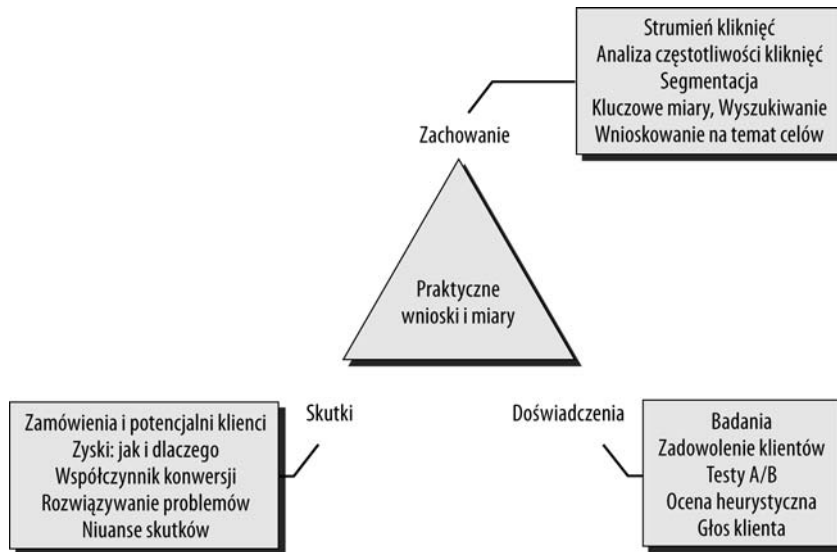 Strumień kliknięć
Analiza częstotliwości kliknięć
Segmentacja
Kluczowe miary, Wyszukiwanie
Wnioskowanie na temat celów
Zachowanie
Praktyczne
wnioski i miary
Skutki
Zamówienia i potencjalni klienci
Zyski: jak i dlaczego
Współczynnik konwersji
Rozwiązywanie problemów
Niuanse skutków
Doświadczenia
Badania
Zadowolenie klientów
Testy A/B
Ocena heurystyczna
Głos klienta